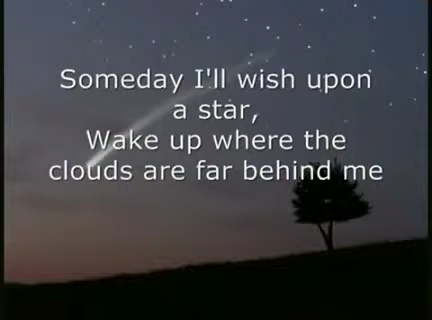 Someday I'll wish upon
a star,
Wake up where the
clouds are far behind me